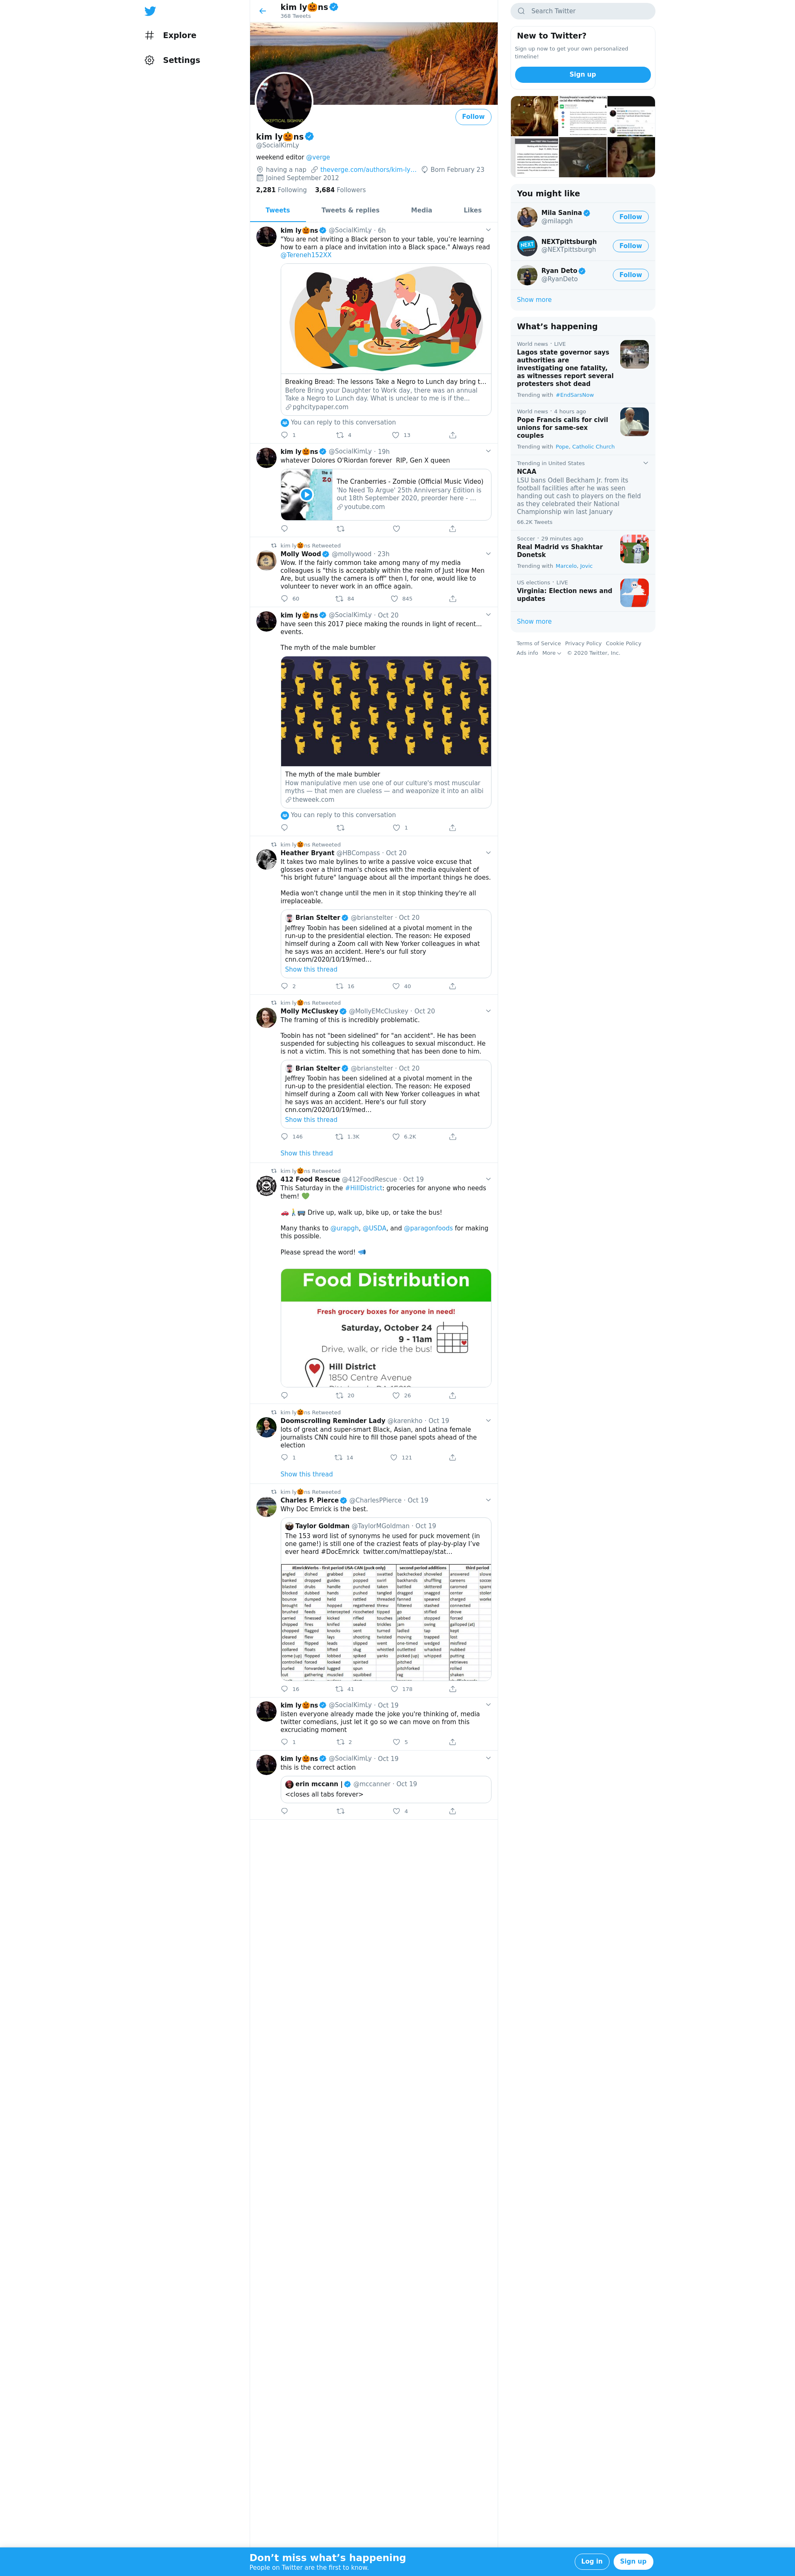 kim ly🎃ns
368 Tweets
Search Twitter
Explore
Settings
SKEPTICAL SIGHING
Follow
kim ly🎃ns
@SocialKimLy
weekend editor @verge
having a nap theverge.com/authors/kim-ly… Born February 23
Joined September 2012
2,281 Following 3,684 Followers
Tweets Tweets & replies Media Likes
kim ly🎃ns @SocialKimLy · 6h
"You are not inviting a Black person to your table, you're learning
how to earn a place and invitation into a Black space." Always read
@Tereneh152XX
Breaking Bread: The lessons Take a Negro to Lunch day bring t…
Before Bring your Daughter to Work day, there was an annual
Take a Negro to Lunch day. What is unclear to me is if the…
pghcitypaper.com
You can reply to this conversation
1 4 13
kim ly🎃ns @SocialKimLy · 19h
whatever Dolores O'Riordan forever RIP, Gen X queen
The Cranberries - Zombie (Official Music Video)
'No Need To Argue' 25th Anniversary Edition is
out 18th September 2020, preorder here - …
youtube.com
kim ly🎃ns Retweeted
Molly Wood @mollywood · 23h
Wow. If the fairly common take among many of my media
colleagues is "this is acceptably within the realm of Just How Men
Are, but usually the camera is off" then I, for one, would like to
volunteer to never work in an office again.
60 84 845
kim ly🎃ns @SocialKimLy · Oct 20
have seen this 2017 piece making the rounds in light of recent…
events.
The myth of the male bumbler
The myth of the male bumbler
How manipulative men use one of our culture's most muscular
myths — that men are clueless — and weaponize it into an alibi
theweek.com
You can reply to this conversation
1
kim ly🎃ns Retweeted
Heather Bryant @HBCompass · Oct 20
It takes two male bylines to write a passive voice excuse that
glosses over a third man's choices with the media equivalent of
"his bright future" language about all the important things he does.
Media won't change until the men in it stop thinking they're all
irreplaceable.
Brian Stelter @brianstelter · Oct 20
Jeffrey Toobin has been sidelined at a pivotal moment in the
run-up to the presidential election. The reason: He exposed
himself during a Zoom call with New Yorker colleagues in what
he says was an accident. Here's our full story
cnn.com/2020/10/19/med…
Show this thread
2 16 40
kim ly🎃ns Retweeted
Molly McCluskey @MollyEMcCluskey · Oct 20
The framing of this is incredibly problematic.
Toobin has not "been sidelined" for "an accident". He has been
suspended for subjecting his colleagues to sexual misconduct. He
is not a victim. This is not something that has been done to him.
Brian Stelter @brianstelter · Oct 20
Jeffrey Toobin has been sidelined at a pivotal moment in the
run-up to the presidential election. The reason: He exposed
himself during a Zoom call with New Yorker colleagues in what
he says was an accident. Here's our full story
cnn.com/2020/10/19/med…
Show this thread
146 1.3K 6.2K
Show this thread
kim ly🎃ns Retweeted
412 Food Rescue @412FoodRescue · Oct 19
This Saturday in the #HillDistrict: groceries for anyone who needs
them! 💚
🚗🚶🚌 Drive up, walk up, bike up, or take the bus!
Many thanks to @urapgh, @USDA, and @paragonfoods for making
this possible.
Please spread the word! 📣
Food Distribution
Fresh grocery boxes for anyone in need!
Saturday, October 24
9 - 11am
Drive, walk, or ride the bus!
Hill District
1850 Centre Avenue
20 26
kim ly🎃ns Retweeted
Doomscrolling Reminder Lady @karenkho · Oct 19
lots of great and super-smart Black, Asian, and Latina female
journalists CNN could hire to fill those panel spots ahead of the
election
1 14 121
Show this thread
kim ly🎃ns Retweeted
Charles P. Pierce @CharlesPPierce · Oct 19
Why Doc Emrick is the best.
Taylor Goldman @TaylorMGoldman · Oct 19
The 153 word list of synonyms he used for puck movement (in
one game!) is still one of the craziest feats of play-by-play I've
ever heard #DocEmrick twitter.com/mattlepay/stat…
16 41 178
kim ly🎃ns @SocialKimLy · Oct 19
listen everyone already made the joke you're thinking of, media
twitter comedians, just let it go so we can move on from this
excruciating moment
1 2 5
kim ly🎃ns @SocialKimLy · Oct 19
this is the correct action
erin mccann | @mccanner · Oct 19
<closes all tabs forever>
4
New to Twitter?
Sign up now to get your own personalized
timeline!
Sign up
You might like
Mila Sanina
@milapgh
Follow
NEXTpittsburgh
@NEXTpittsburgh
Follow
Ryan Deto
@RyanDeto
Follow
Show more
What's happening
World news · LIVE
Lagos state governor says
authorities are
investigating one fatality,
as witnesses report several
protesters shot dead
Trending with #EndSarsNow
World news · 4 hours ago
Pope Francis calls for civil
unions for same-sex
couples
Trending with Pope, Catholic Church
Trending in United States
NCAA
LSU bans Odell Beckham Jr. from its
football facilities after he was seen
handing out cash to players on the field
as they celebrated their National
Championship win last January
66.2K Tweets
Soccer · 29 minutes ago
Real Madrid vs Shakhtar
Donetsk
Trending with Marcelo, Jovic
US elections · LIVE
Virginia: Election news and
updates
Show more
Terms of Service Privacy Policy Cookie Policy
Ads info More © 2020 Twitter, Inc.
Don't miss what's happening
People on Twitter are the first to know.
Log in Sign up